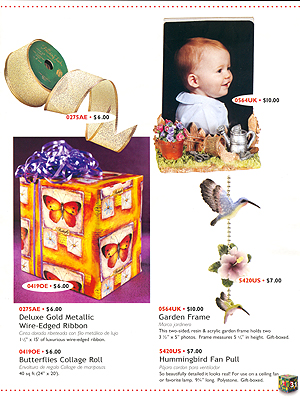 0564UK • $10.00
0275AE • $6.00
0419DE • $6.00
5420US • $7.00
0275AE • $6.00
Deluxe Gold Metallic
Wire-Edged Ribbon
Cinta dorada ribeteada con filo metálico de lujo
1 1/2" x 15' of luxurious wire-edged ribbon.
0419DE • $6.00
Butterflies Collage Roll
Envoltura de regalo Collage de mariposas
40 sq ft (24" x 20').
0564UK • $10.00
Garden Frame
Marco jardinero
This two-sided, resin & acrylic garden frame holds two
3 1/2" x 5" photos. Frame measures 5 1/2" in height. Gift-boxed.
5420US • $7.00
Hummingbird Fan Pull
Pájaro cantor para ventilador
So beautifully detailed it looks real! For use on a ceiling fan
or favorite lamp. 9 3/4" long. Polystone. Gift-boxed.
31